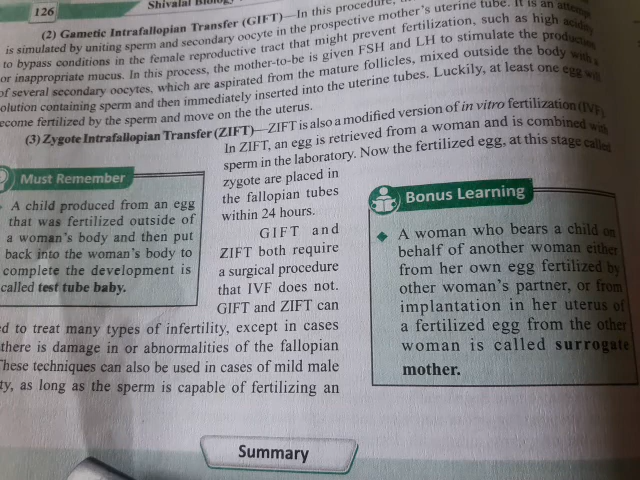 126
Shivalal Biology
(2) Gametic Intrafallopian Transfer (GIFT)—In this procedure,
is simulated by uniting sperm and secondary oocyte in the prospective mother's uterine tube. It is an attempt
to bypass conditions in the female reproductive tract that might prevent fertilization, such as high acidity
or inappropriate mucus. In this process, the mother-to-be is given FSH and LH to stimulate the production
of several secondary oocytes, which are aspirated from the mature follicles, mixed outside the body with a
olution containing sperm and then immediately inserted into the uterine tubes. Luckily, at least one egg will
ecome fertilized by the sperm and move on the the uterus.
(3) Zygote Intrafallopian Transfer (ZIFT)—ZIFT is also a modified version of in vitro fertilization (IVF)
In ZIFT, an egg is retrieved from a woman and is combined with
sperm in the laboratory. Now the fertilized egg, at this stage called
zygote are placed in
the fallopian tubes
within 24 hours.
GIFT and
ZIFT both require
a surgical procedure
that IVF does not.
GIFT and ZIFT can
Must Remember
A child produced from an egg
that was fertilized outside of
a woman's body and then put
back into the woman's body to
complete the development is
called test tube baby.
Bonus Learning
◆ A woman who bears a child on
behalf of another woman either
from her own egg fertilized by
other woman's partner, or from
implantation in her uterus of
a fertilized egg from the other
woman is called surrogate
mother.
ed to treat many types of infertility, except in cases
there is damage in or abnormalities of the fallopian
These techniques can also be used in cases of mild male
ty, as long as the sperm is capable of fertilizing an
Summary